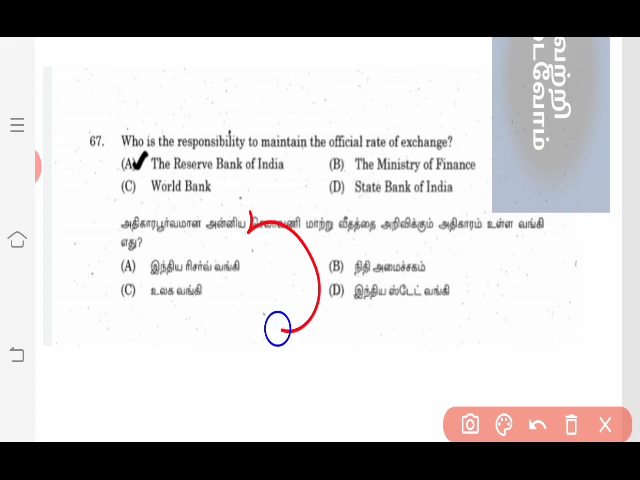 வெற்றி
டைவோம்
67. Who is the responsibility to maintain the official rate of exchange?
(A) The Reserve Bank of India (B) The Ministry of Finance
(C) World Bank (D) State Bank of India
அதிகாரபூர்வமான அன்னிய செலாவணி மாற்று வீதத்தை அறிவிக்கும் அதிகாரம் உள்ள வங்கி
எது?
(A) இந்திய ரிசர்வ் வங்கி (B) நிதி அமைச்சகம்
(C) உலக வங்கி (D) இந்திய ஸ்டேட் வங்கி